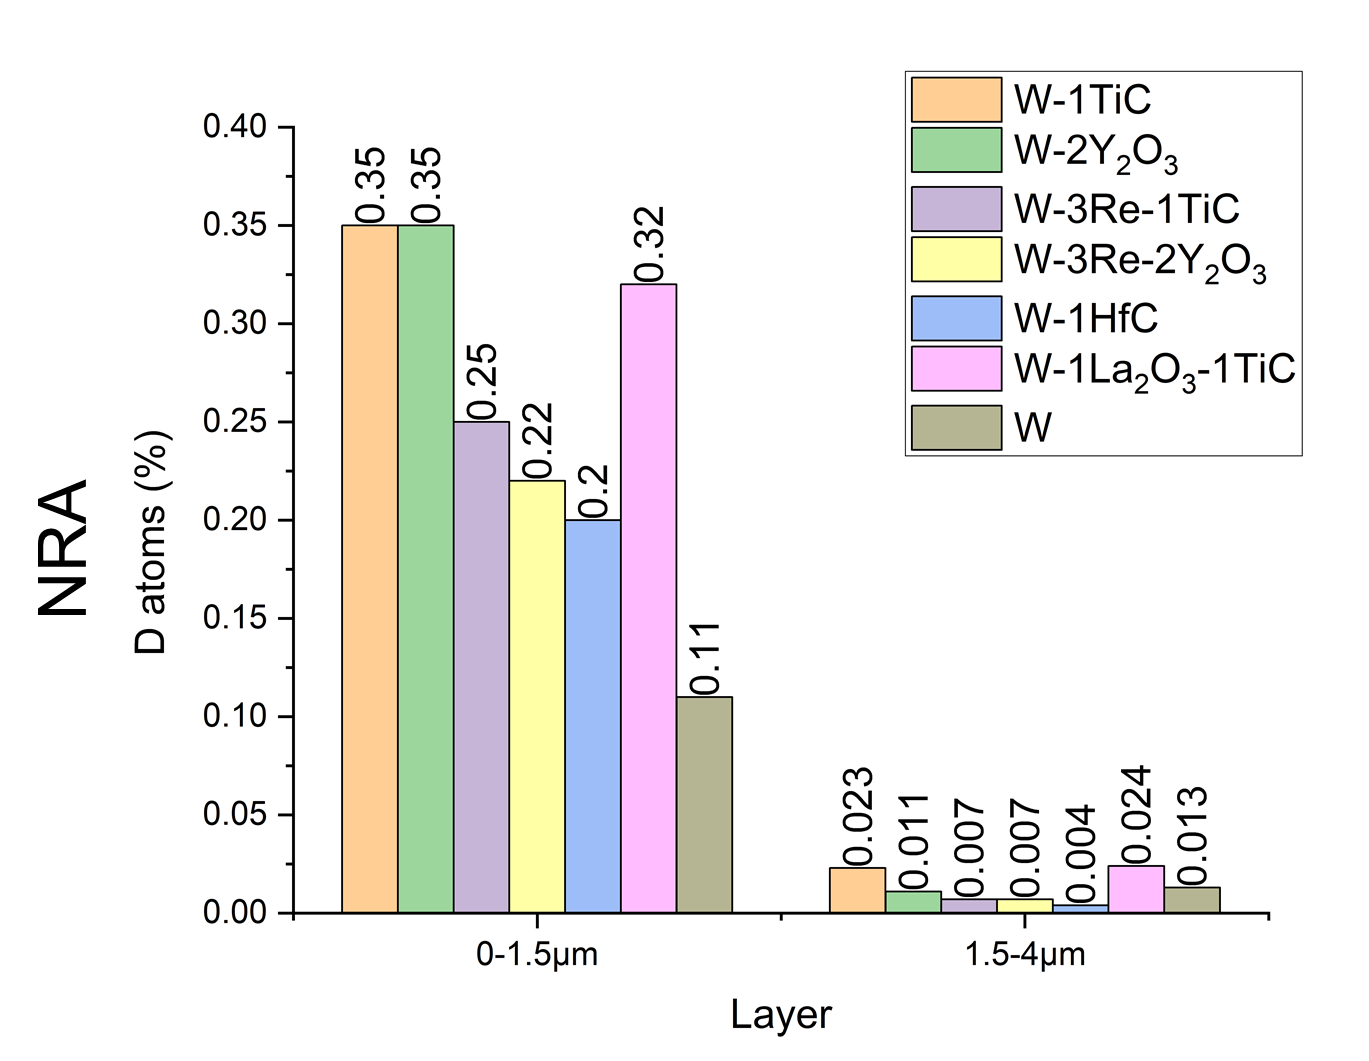 NRA
D atoms (%)
0.40
0.35
0.30
0.25
0.20
0.15
0.10
0.05
0.00
0.35
0.35
0.25
0.22
0.2
0.32
0.11
0.023
0.011
0.007
0.007
0.004
0.024
0.013
0-1.5µm
1.5-4µm
Layer
W-1TiC
W-2Y₂O₃
W-3Re-1TiC
W-3Re-2Y₂O₃
W-1HfC
W-1La₂O₃-1TiC
W